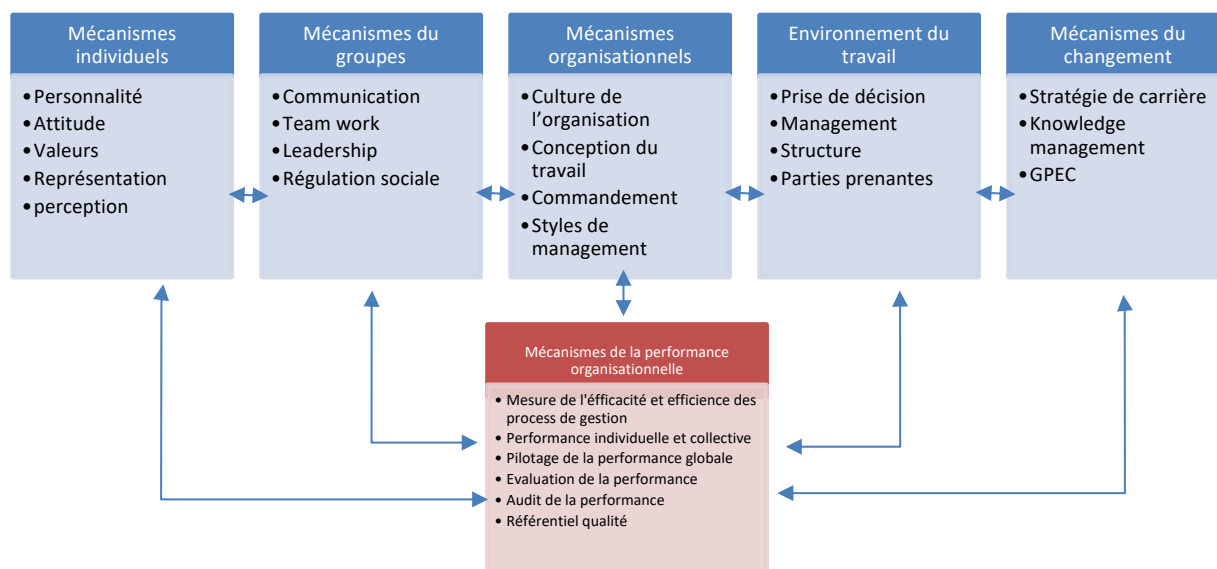 Mécanismes
individuels
•Personnalité
•Attitude
•Valeurs
•Représentation
•perception
Mécanismes du
groupes
•Communication
•Team work
•Leadership
•Régulation sociale
Mécanismes
organisationnels
•Culture de
l’organisation
•Conception du
travail
•Commandement
•Styles de
management
Environnement du
travail
•Prise de décision
•Management
•Structure
•Parties prenantes
Mécanismes du
changement
•Stratégie de carrière
•Knowledge
management
•GPEC
Mécanismes de la performance
organisationnelle
• Mesure de l'éfficacité et efficience des
process de gestion
• Performance individuelle et collective
• Pilotage de la performance globale
• Evaluation de la performance
• Audit de la performance
• Référentiel qualité